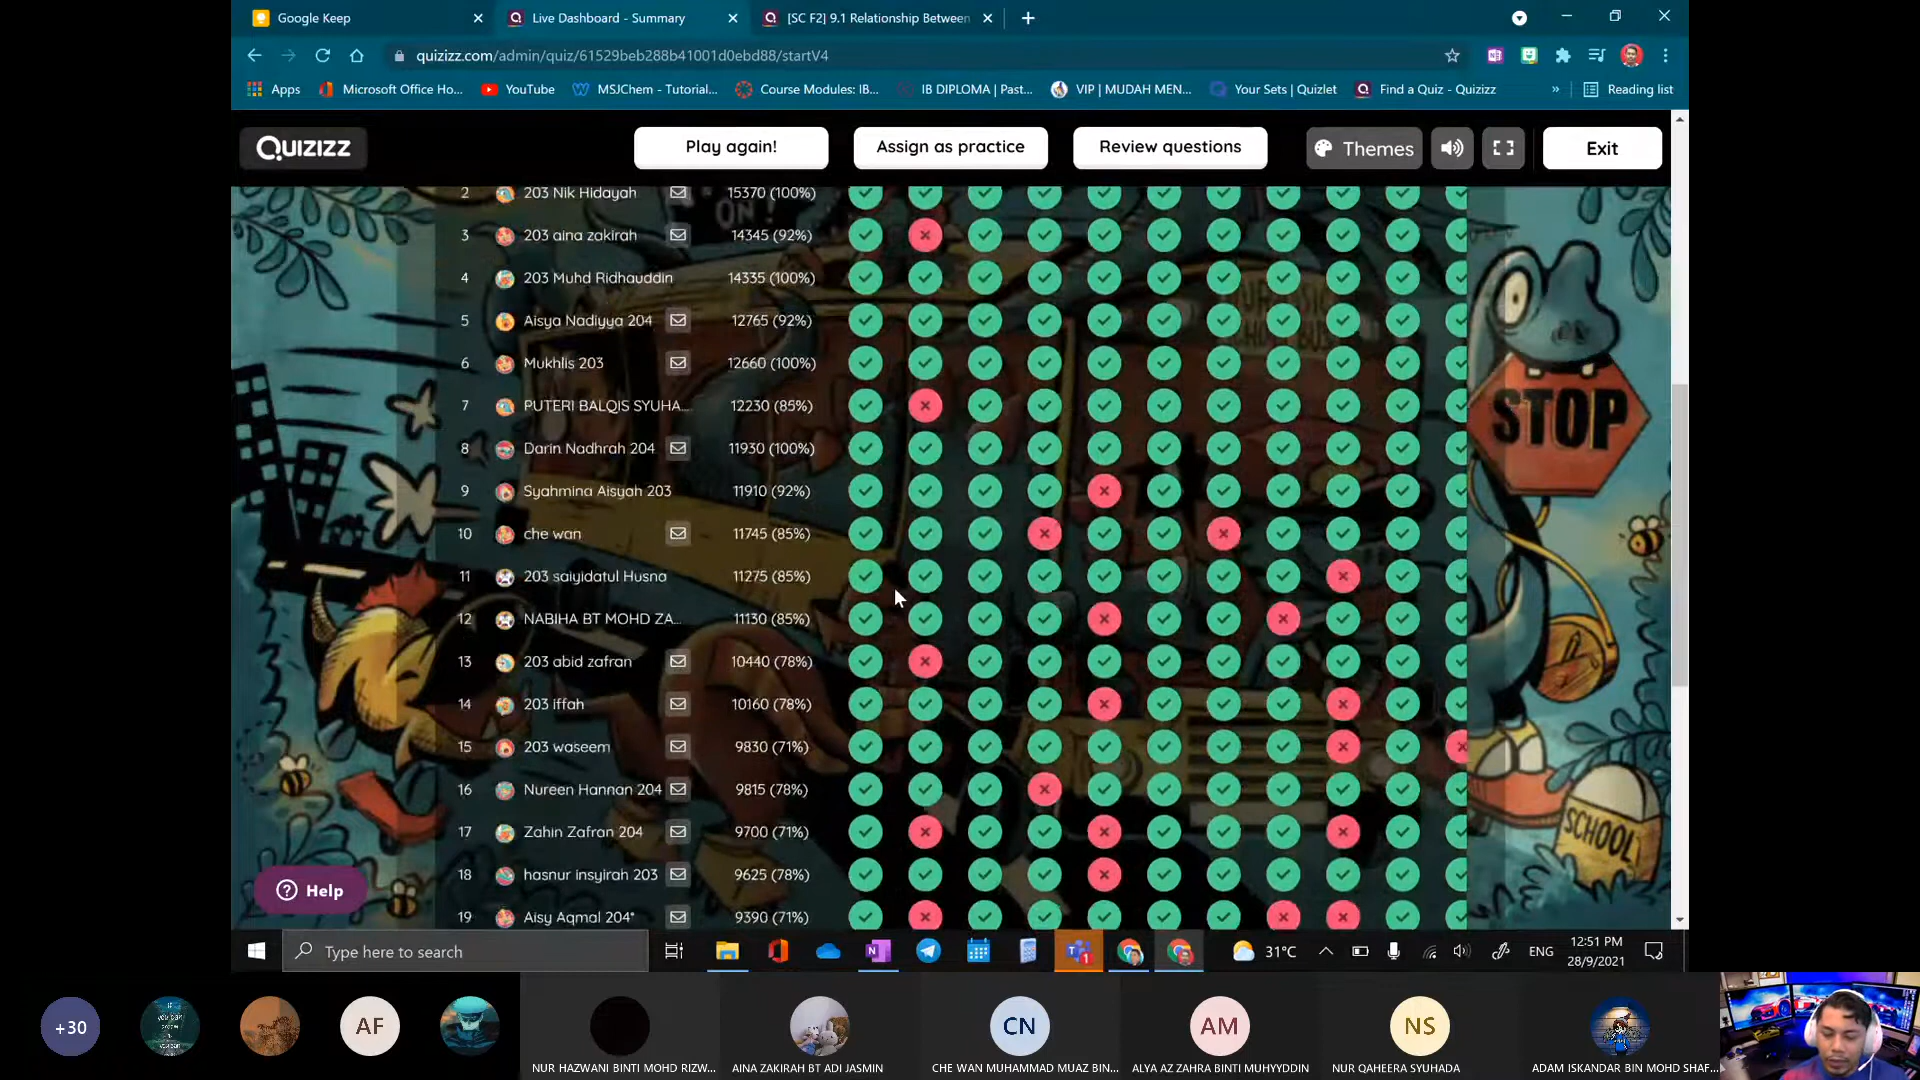 Google Keep
Live Dashboard - Summary
[SC F2] 9.1 Relationship Between
quizizz.com/admin/quiz/61529beb288b41001d0ebd88/startV4
Apps
Microsoft Office Ho...
YouTube
MSJChem - Tutorial...
Course Modules: IB...
IB DIPLOMA | Past...
VIP | MUDAH MEN...
Your Sets | Quizlet
Find a Quiz - Quizizz
»
Reading list
Quizizz
Play again!
Assign as practice
Review questions
Themes
Exit
2 203 Nik Hidayah 15370 (100%)
3 203 aina zakirah 14345 (92%)
4 203 Muhd Ridhauddin 14335 (100%)
5 Aisya Nadiyya 204 12765 (92%)
6 Mukhlis 203 12660 (100%)
7 PUTERI BALQIS SYUHA... 12230 (85%)
8 Darin Nadhrah 204 11930 (100%)
9 Syahmina Aisyah 203 11910 (92%)
10 che wan 11745 (85%)
11 203 saiyidatul Husna 11275 (85%)
12 NABIHA BT MOHD ZA... 11130 (85%)
13 203 abid zafran 10440 (78%)
14 203 iffah 10160 (78%)
15 203 waseem 9830 (71%)
16 Nureen Hannan 204 9815 (78%)
17 Zahin Zafran 204 9700 (71%)
18 hasnur insyirah 203 9625 (78%)
19 Aisy Aqmal 204* 9390 (71%)
ON!
STOP
SCHOOL
Help
Type here to search
1
31°C
ENG
12:51 PM
28/9/2021
+30
AF
CN
AM
NS
NUR HAZWANI BINTI MOHD RIZW...
AINA ZAKIRAH BT ADI JASMIN
CHE WAN MUHAMMAD MUAZ BIN...
ALYA AZ ZAHRA BINTI MUHYYDDIN
NUR QAHEERA SYUHADA
ADAM ISKANDAR BIN MOHD SHAF...